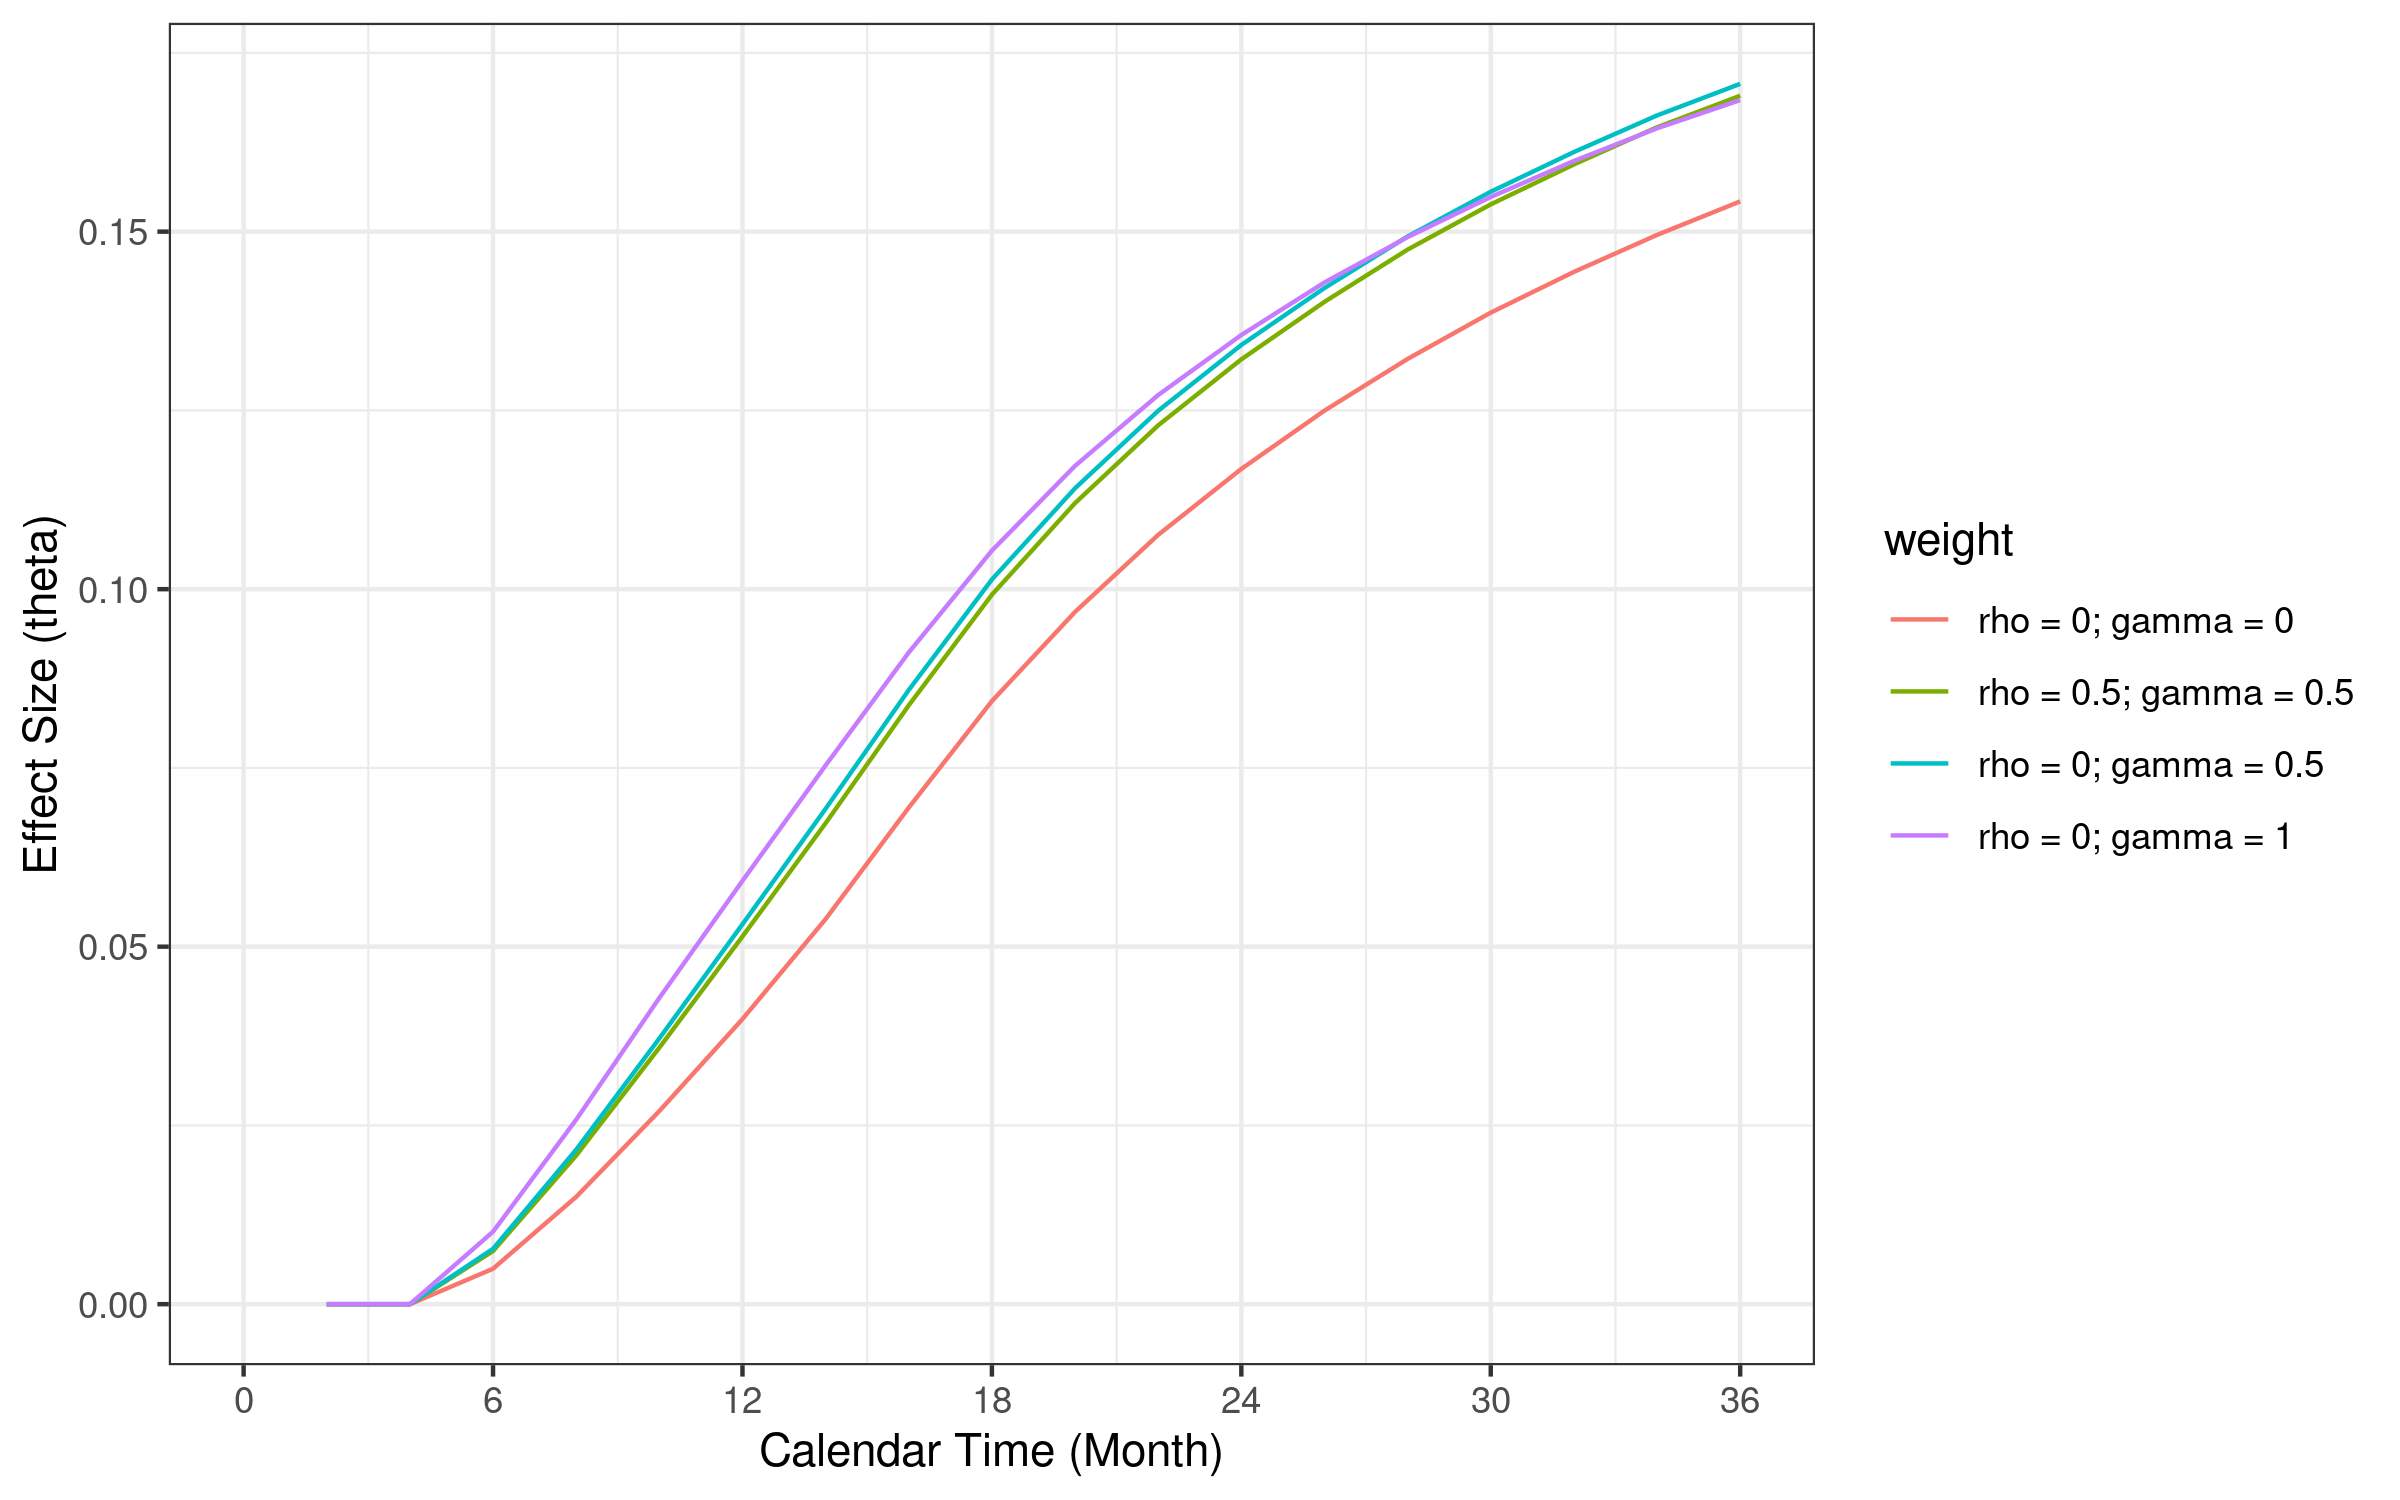 Effect Size (theta)
0.15
0.10
0.05
0.00
0 6 12 18 24 30 36
Calendar Time (Month)
weight
rho = 0; gamma = 0
rho = 0.5; gamma = 0.5
rho = 0; gamma = 0.5
rho = 0; gamma = 1